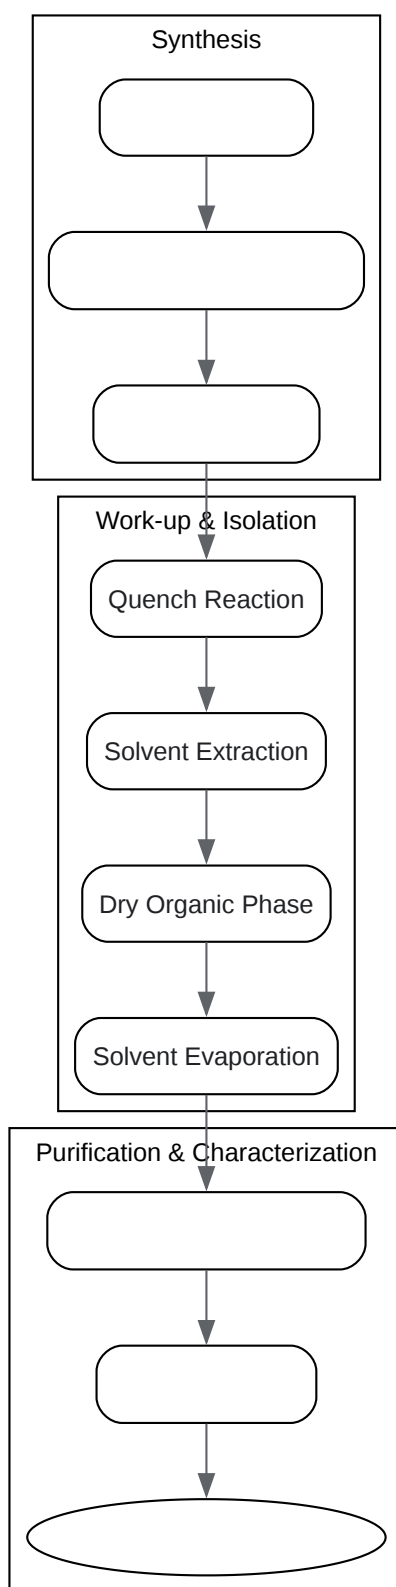 Synthesis
Work-up & Isolation
Quench Reaction
Solvent Extraction
Dry Organic Phase
Solvent Evaporation
Purification & Characterization